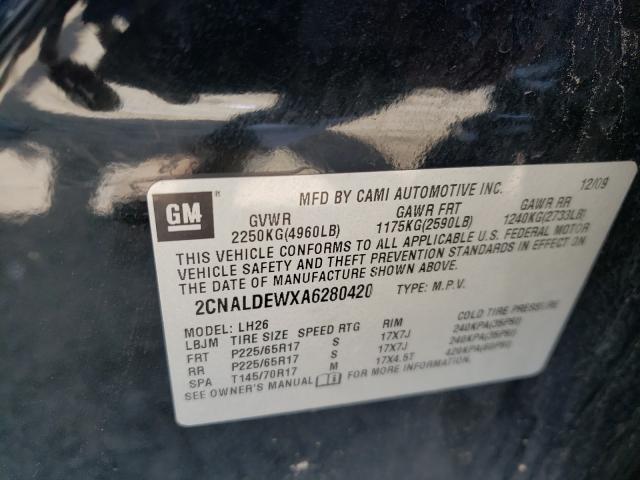 GM ®
MFD BY CAMI AUTOMOTIVE INC. 12/09
GVWR GAWR FRT GAWR RR
2250KG(4960LB) 1175KG(2590LB) 1240KG(2733LB)
THIS VEHICLE CONFORMS TO ALL APPLICABLE U.S. FEDERAL MOTOR
VEHICLE SAFETY AND THEFT PREVENTION STANDARDS IN EFFECT ON
THE DATE OF MANUFACTURE SHOWN ABOVE.
2CNALDEWXA6280420 TYPE: M.P.V.
MODEL: LH26
LBJM TIRE SIZE SPEED RTG RIM COLD TIRE PRESSURE
FRT P225/65R17 S 17X7J 240KPA(35PSI)
RR P225/65R17 S 17X7J 240KPA(35PSI)
SPA T145/70R17 M 17X4.5T 420KPA(60PSI)
SEE OWNER'S MANUAL FOR MORE INFORMATION.